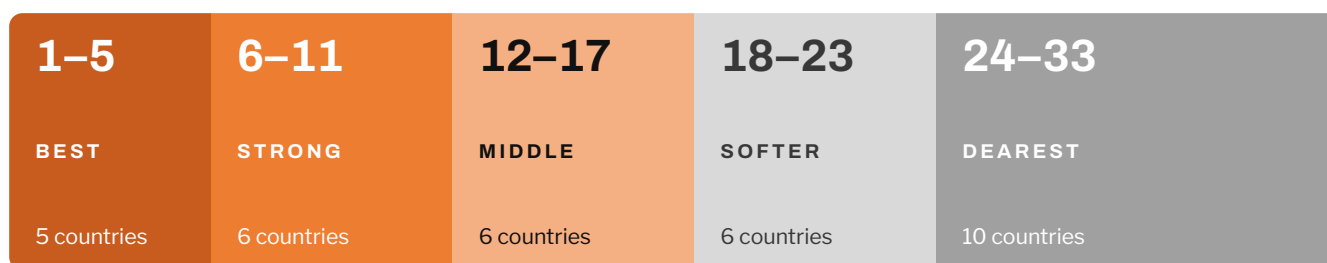 1–5
BEST
5 countries
6–11
STRONG
6 countries
12–17
MIDDLE
6 countries
18–23
SOFTER
6 countries
24–33
DEAREST
10 countries